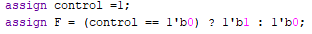 assign control =1;
assign F = (control == 1'b0) ? 1'b1 : 1'b0;